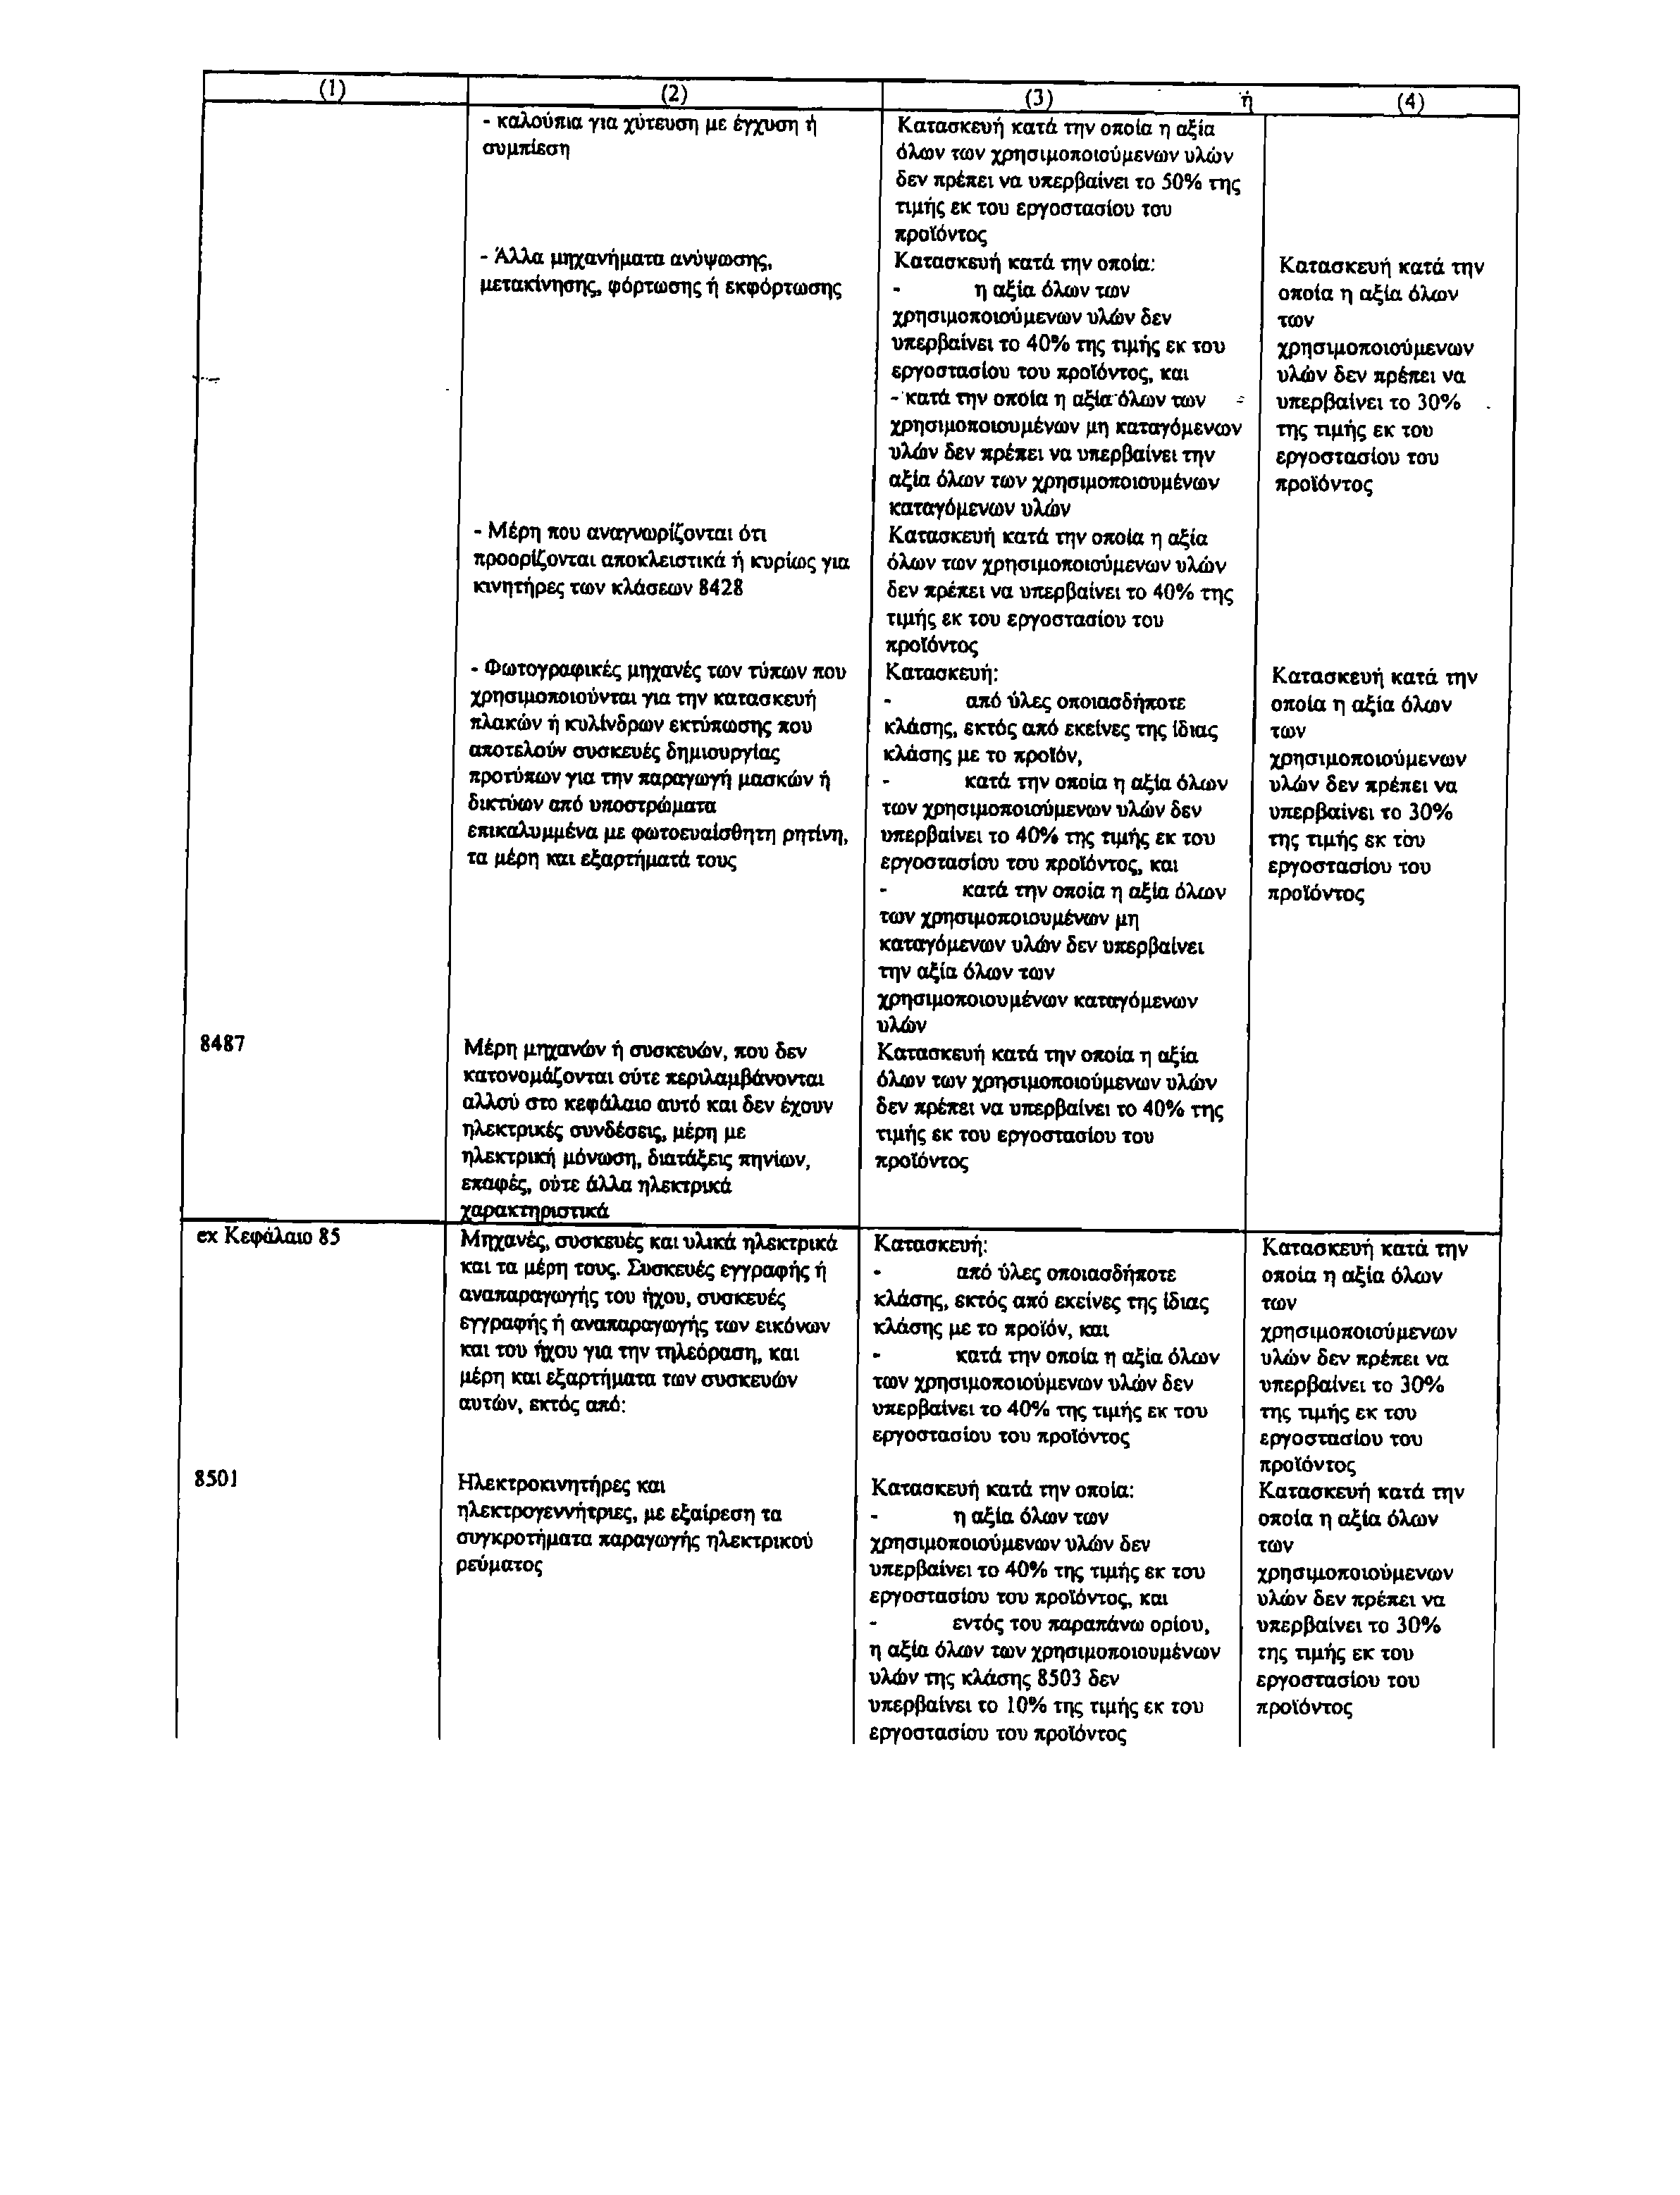 (1) (2) (3) ή (4)
- καλούπια για χύτευση με έγχυση ή
συμπίεση
Κατασκευή κατά την οποία η αξία
όλων των χρησιμοποιούμενων υλών
δεν πρέπει να υπερβαίνει το 50% της
τιμής εκ του εργοστασίου του
προϊόντος
- Άλλα μηχανήματα ανύψωσης,
μετακίνησης, φόρτωσης ή εκφόρτωσης
Κατασκευή κατά την οποία:
- η αξία όλων των
χρησιμοποιούμενων υλών δεν
υπερβαίνει το 40% της τιμής εκ του
εργοστασίου του προϊόντος, και
- κατά την οποία η αξία όλων των
χρησιμοποιουμένων μη καταγόμενων
υλών δεν πρέπει να υπερβαίνει την
αξία όλων των χρησιμοποιουμένων
καταγόμενων υλών
Κατασκευή κατά την
οποία η αξία όλων
των
χρησιμοποιούμενων
υλών δεν πρέπει να
υπερβαίνει το 30%
της τιμής εκ του
εργοστασίου του
προϊόντος
- Μέρη που αναγνωρίζονται ότι
προορίζονται αποκλειστικά ή κυρίως για
κινητήρες των κλάσεων 8428
Κατασκευή κατά την οποία η αξία
όλων των χρησιμοποιούμενων υλών
δεν πρέπει να υπερβαίνει το 40% της
τιμής εκ του εργοστασίου του
προϊόντος
- Φωτογραφικές μηχανές των τύπων που
χρησιμοποιούνται για την κατασκευή
πλακών ή κυλίνδρων εκτύπωσης που
αποτελούν συσκευές δημιουργίας
προτύπων για την παραγωγή μασκών ή
δικτύων από υποστρώματα
επικαλυμμένα με φωτοευαίσθητη ρητίνη,
τα μέρη και εξαρτήματά τους
Κατασκευή:
- από ύλες οποιασδήποτε
κλάσης, εκτός από εκείνες της ίδιας
κλάσης με το προϊόν,
- κατά την οποία η αξία όλων
των χρησιμοποιούμενων υλών δεν
υπερβαίνει το 40% της τιμής εκ του
εργοστασίου του προϊόντος, και
- κατά την οποία η αξία όλων
των χρησιμοποιουμένων μη
καταγόμενων υλών δεν υπερβαίνει
την αξία όλων των
χρησιμοποιουμένων καταγόμενων
υλών
Κατασκευή κατά την
οποία η αξία όλων
των
χρησιμοποιούμενων
υλών δεν πρέπει να
υπερβαίνει το 30%
της τιμής εκ του
εργοστασίου του
προϊόντος
8487
Μέρη μηχανών ή συσκευών, που δεν
κατονομάζονται ούτε περιλαμβάνονται
αλλού στο κεφάλαιο αυτό και δεν έχουν
ηλεκτρικές συνδέσεις, μέρη με
ηλεκτρική μόνωση, διατάξεις πηνίων,
επαφές, ούτε άλλα ηλεκτρικά
χαρακτηριστικά
Κατασκευή κατά την οποία η αξία
όλων των χρησιμοποιούμενων υλών
δεν πρέπει να υπερβαίνει το 40% της
τιμής εκ του εργοστασίου του
προϊόντος
ex Κεφάλαιο 85
Μηχανές, συσκευές και υλικά ηλεκτρικά
και τα μέρη τους. Συσκευές εγγραφής ή
αναπαραγωγής του ήχου, συσκευές
εγγραφής ή αναπαραγωγής των εικόνων
και του ήχου για την τηλεόραση, και
μέρη και εξαρτήματα των συσκευών
αυτών, εκτός από:
Κατασκευή:
- από ύλες οποιασδήποτε
κλάσης, εκτός από εκείνες της ίδιας
κλάσης με το προϊόν, και
- κατά την οποία η αξία όλων
των χρησιμοποιούμενων υλών δεν
υπερβαίνει το 40% της τιμής εκ του
εργοστασίου του προϊόντος
Κατασκευή κατά την
οποία η αξία όλων
των
χρησιμοποιούμενων
υλών δεν πρέπει να
υπερβαίνει το 30%
της τιμής εκ του
εργοστασίου του
προϊόντος
8501
Ηλεκτροκινητήρες και
ηλεκτρογεννήτριες, με εξαίρεση τα
συγκροτήματα παραγωγής ηλεκτρικού
ρεύματος
Κατασκευή κατά την οποία:
- η αξία όλων των
χρησιμοποιούμενων υλών δεν
υπερβαίνει το 40% της τιμής εκ του
εργοστασίου του προϊόντος, και
- εντός του παραπάνω ορίου,
η αξία όλων των χρησιμοποιουμένων
υλών της κλάσης 8503 δεν
υπερβαίνει το 10% της τιμής εκ του
εργοστασίου του προϊόντος
Κατασκευή κατά την
οποία η αξία όλων
των
χρησιμοποιούμενων
υλών δεν πρέπει να
υπερβαίνει το 30%
της τιμής εκ του
εργοστασίου του
προϊόντος